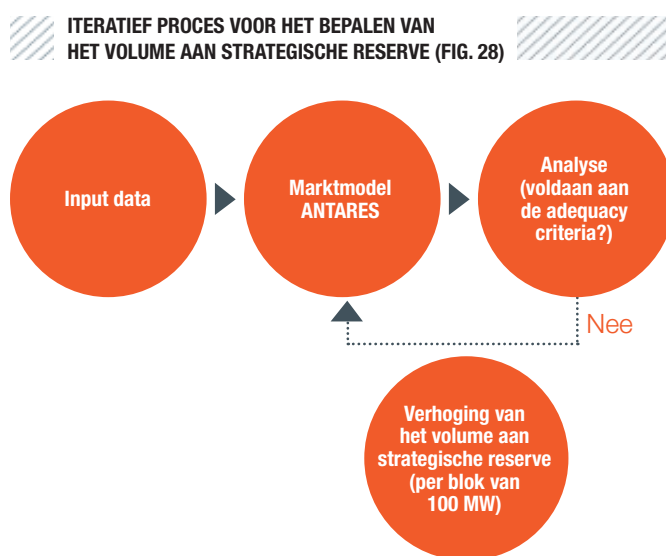 ITERATIEF PROCES VOOR HET BEPALEN VAN
HET VOLUME AAN STRATEGISCHE RESERVE (FIG. 28)
Input data
Marktmodel
ANTARES
Analyse
(voldaan aan
de adequacy
criteria?)
Nee
Verhoging van
het volume aan
strategische reserve
(per blok van
100 MW)